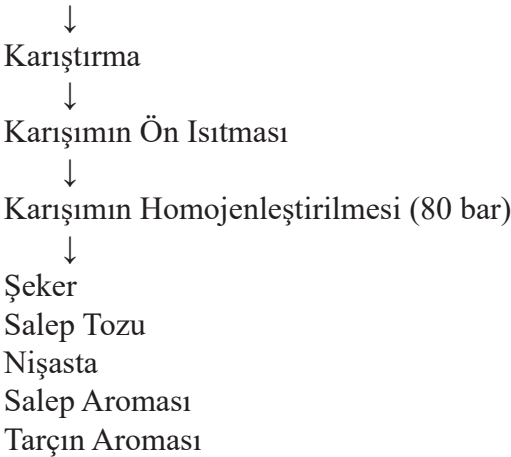 ↓
Karıştırma
↓
Karışımın Ön Isıtması
↓
Karışımın Homojenleştirilmesi (80 bar)
↓
Şeker
Salep Tozu
Nişasta
Salep Aroması
Tarçın Aroması